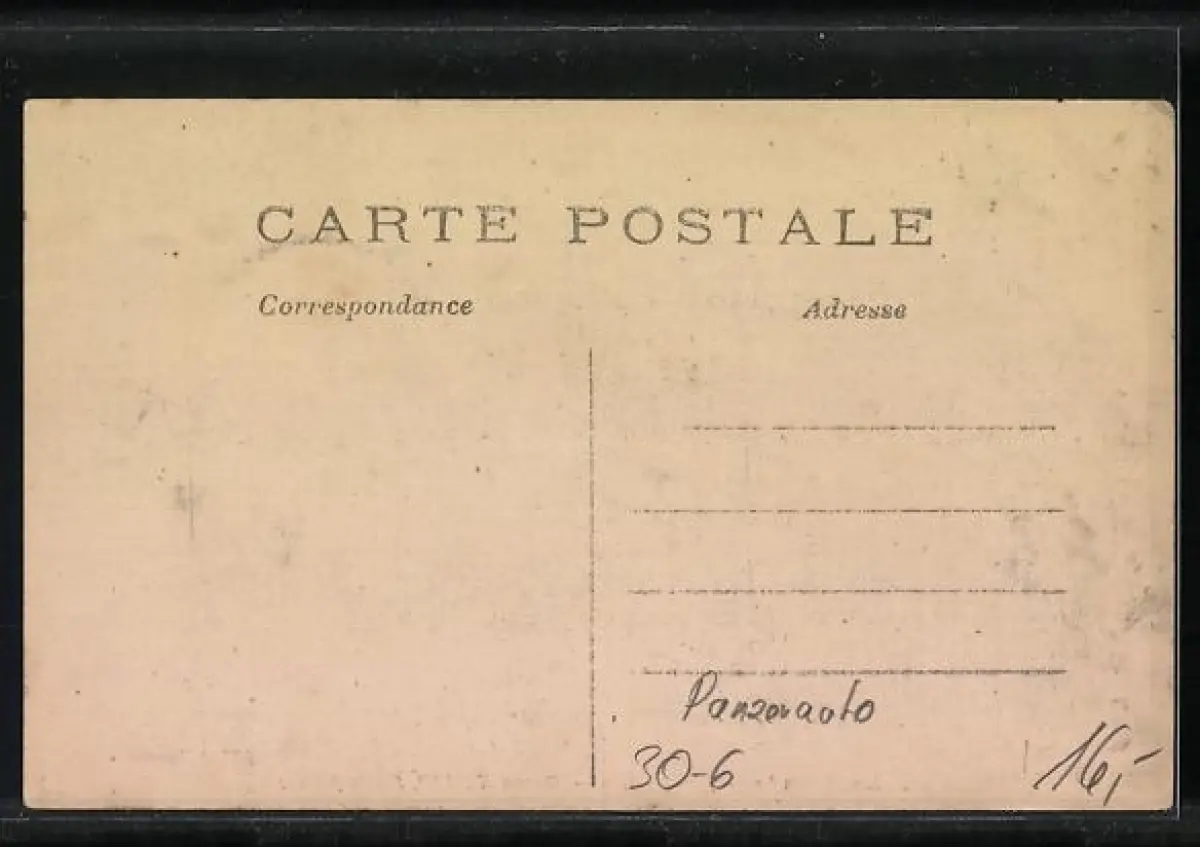 CARTE POSTALE
Correspondance
Adresse
Panzerauto
30-6
16,-